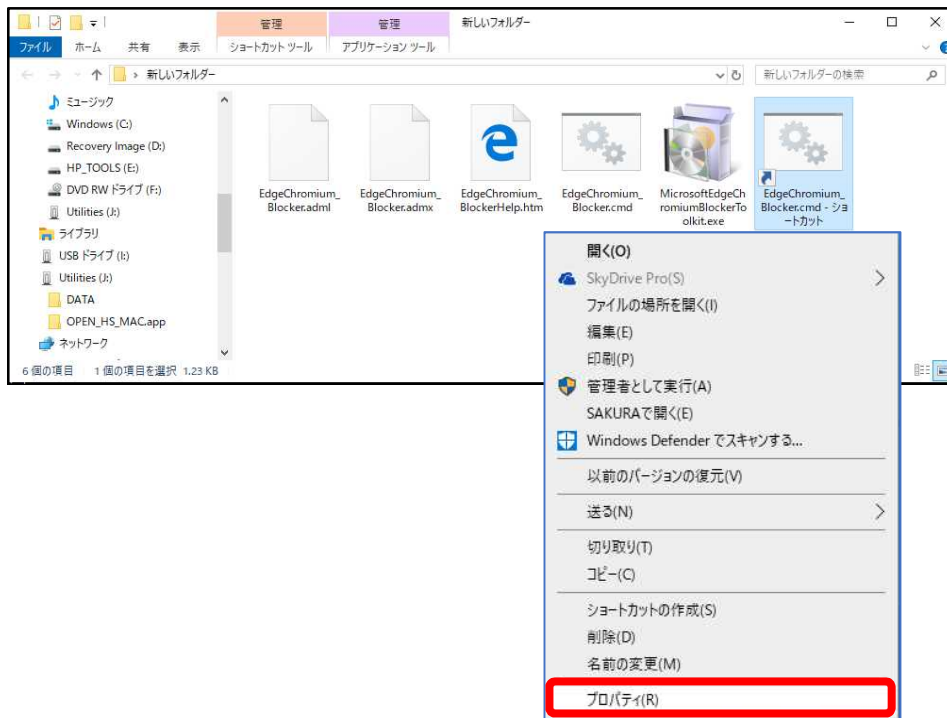 管理
管理
新しいフォルダー
ファイル
ホーム
共有
表示
ショートカット ツール
アプリケーション ツール
新しいフォルダー
新しいフォルダーの検索
ミュージック
Windows (C:)
Recovery Image (D:)
HP_TOOLS (E:)
DVD RW ドライブ (F:)
Utilities (J:)
ライブラリ
USB ドライブ (I:)
Utilities (J:)
DATA
OPEN_HS_MAC.app
ネットワーク
EdgeChromium_
Blocker.adml
EdgeChromium_
Blocker.admx
EdgeChromium_
BlockerHelp.htm
EdgeChromium_
Blocker.cmd
MicrosoftEdgeCh
romiumBlockerTo
olkit.exe
EdgeChromium_
Blocker.cmd - ショ
ートカット
6 個の項目
1 個の項目を選択 1.23 KB
開く(O)
SkyDrive Pro(S)
ファイルの場所を開く(I)
編集(E)
印刷(P)
管理者として実行(A)
SAKURAで開く(E)
Windows Defender でスキャンする...
以前のバージョンの復元(V)
送る(N)
切り取り(T)
コピー(C)
ショートカットの作成(S)
削除(D)
名前の変更(M)
プロパティ(R)